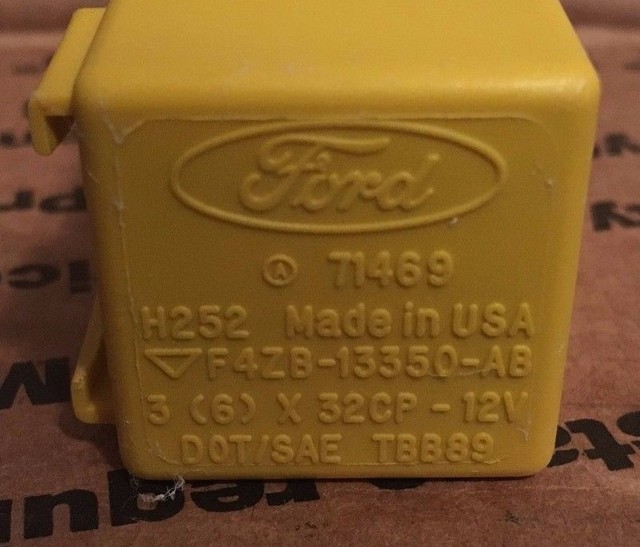 Ford
Ⓐ 71469
H252 Made in USA
▽ F4ZB-13350-AB
3 (6) X 32CP - 12V
DOT/SAE TBB89